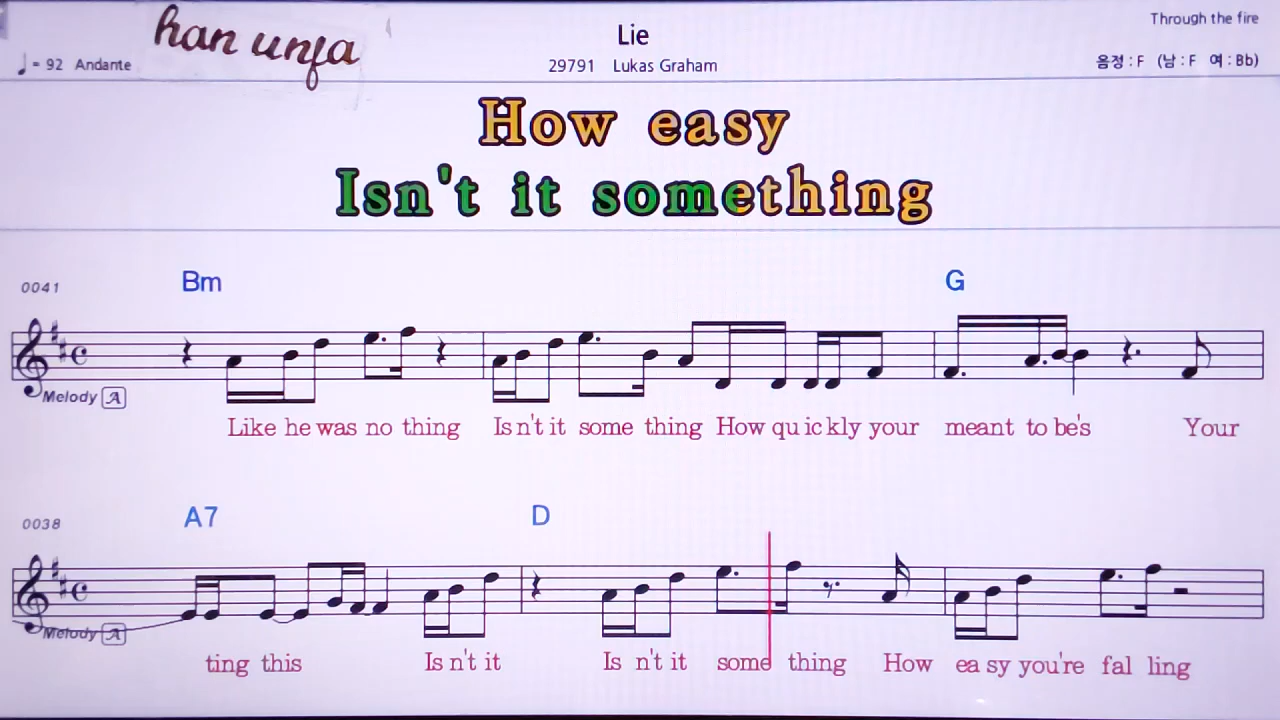 han unfa
Lie
Through the fire
= 92 Andante
29791 Lukas Graham
음정 : F (남 : F 여 : Bb)
How easy
Isn't it something
0041
Bm
G
Melody A
Like he was no thing Is n't it some thing How qu ic kly your meant to be's Your
0038
A7
D
Melody A
ting this Is n't it Is n't it some thing How ea sy you're fal ling